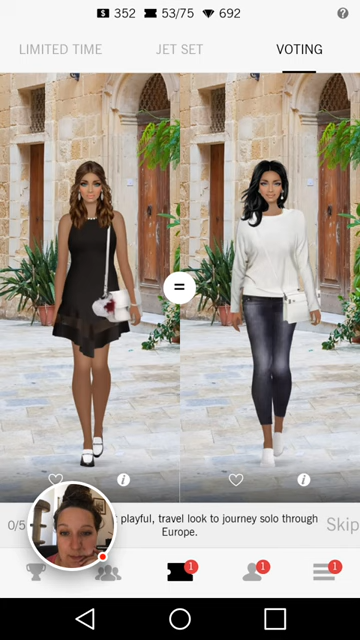 352 53/75 692 ?
LIMITED TIME JET SET VOTING
=
i i
0/5 playful, travel look to journey solo through Skip
Europe.
1 1 1